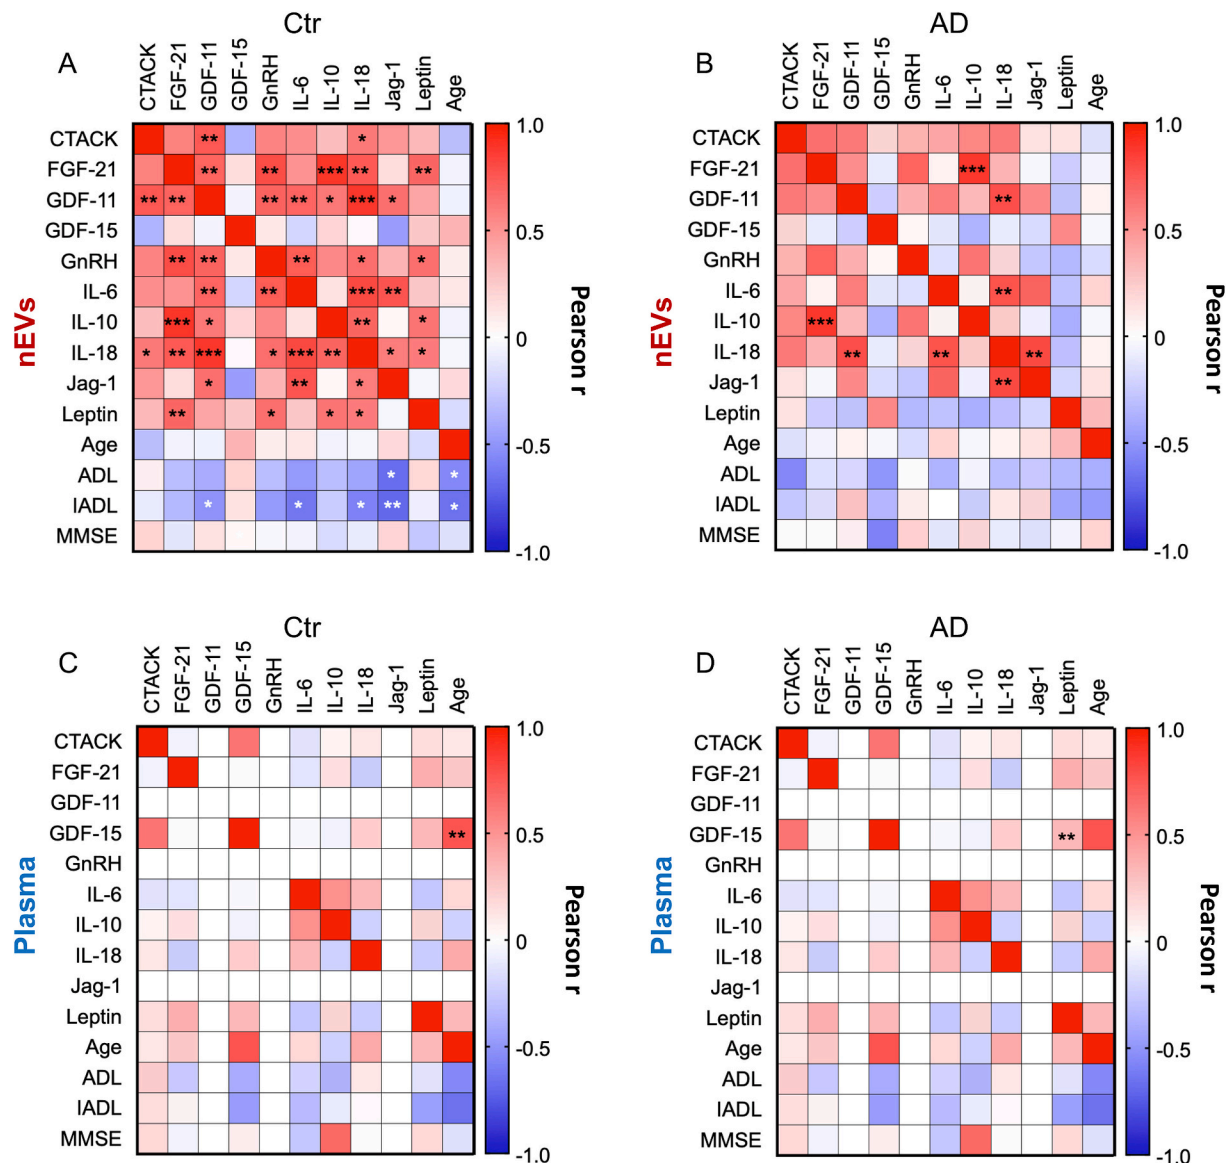 Ctr
A
CTACK FGF-21 GDF-11 GDF-15 GnRH IL-6 IL-10 IL-18 Jag-1 Leptin Age
nEVs
CTACK ** *
FGF-21 ** ** *** ** **
GDF-11 ** ** ** ** * *** *
GDF-15
GnRH ** ** ** * *
IL-6 ** ** *** **
IL-10 *** * ** *
IL-18 * ** *** * *** ** * *
Jag-1 * ** *
Leptin ** * * *
Age
ADL * *
IADL * * * ** *
MMSE
1.0
0.5
0
-0.5
-1.0
Pearson r
AD
B
CTACK FGF-21 GDF-11 GDF-15 GnRH IL-6 IL-10 IL-18 Jag-1 Leptin Age
nEVs
CTACK
FGF-21 ***
GDF-11 **
GDF-15
GnRH
IL-6 **
IL-10 ***
IL-18 ** ** **
Jag-1 **
Leptin
Age
ADL
IADL
MMSE
1.0
0.5
0
-0.5
-1.0
Pearson r
Ctr
C
CTACK FGF-21 GDF-11 GDF-15 GnRH IL-6 IL-10 IL-18 Jag-1 Leptin Age
Plasma
CTACK
FGF-21
GDF-11
GDF-15 **
GnRH
IL-6
IL-10
IL-18
Jag-1
Leptin
Age
ADL
IADL
MMSE
1.0
0.5
0
-0.5
-1.0
Pearson r
AD
D
CTACK FGF-21 GDF-11 GDF-15 GnRH IL-6 IL-10 IL-18 Jag-1 Leptin Age
Plasma
CTACK
FGF-21
GDF-11
GDF-15 **
GnRH
IL-6
IL-10
IL-18
Jag-1
Leptin
Age
ADL
IADL
MMSE
1.0
0.5
0
-0.5
-1.0
Pearson r